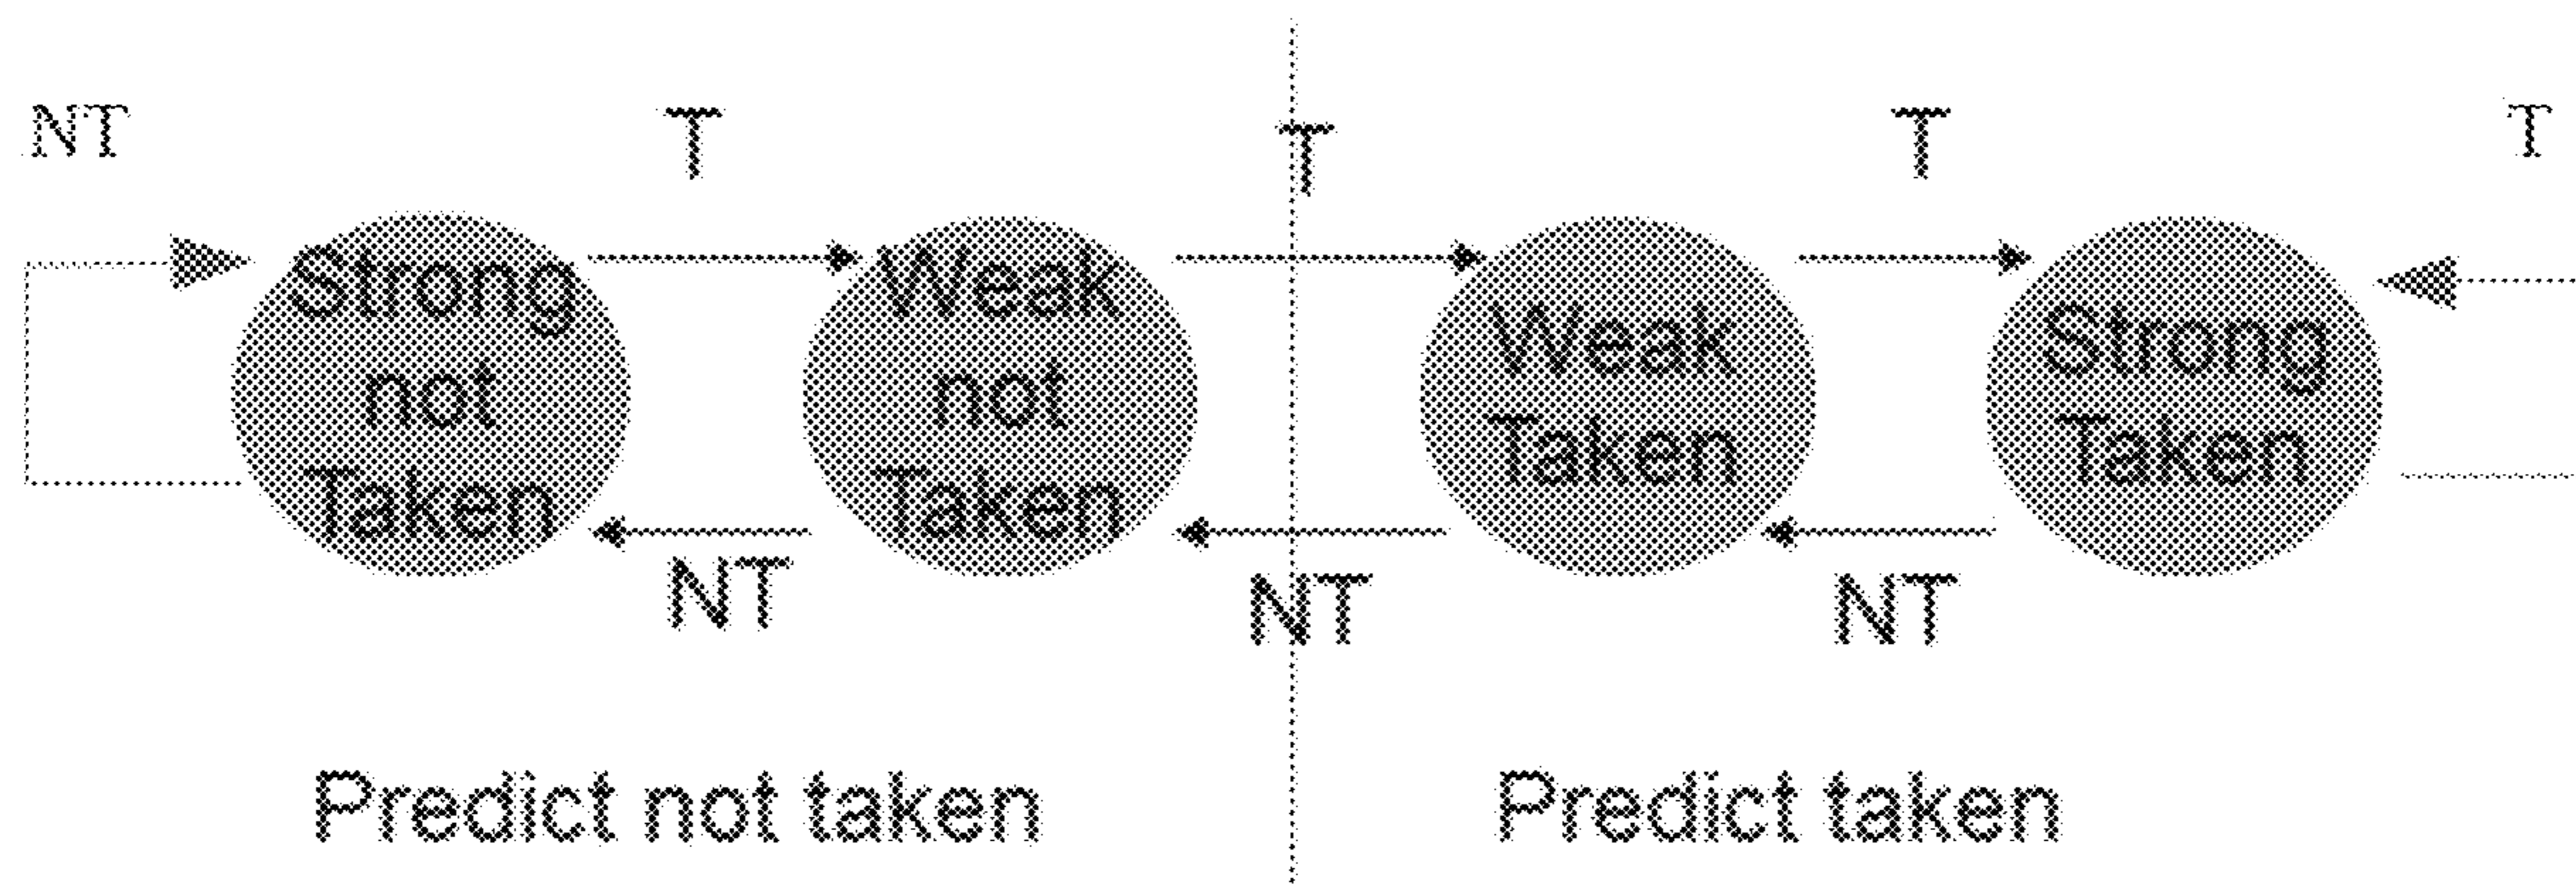 NT
T
T
T
T
Strong
not
Taken
Weak
not
Taken
Weak
Taken
Strong
Taken
NT
NT
NT
Predict not taken
Predict taken